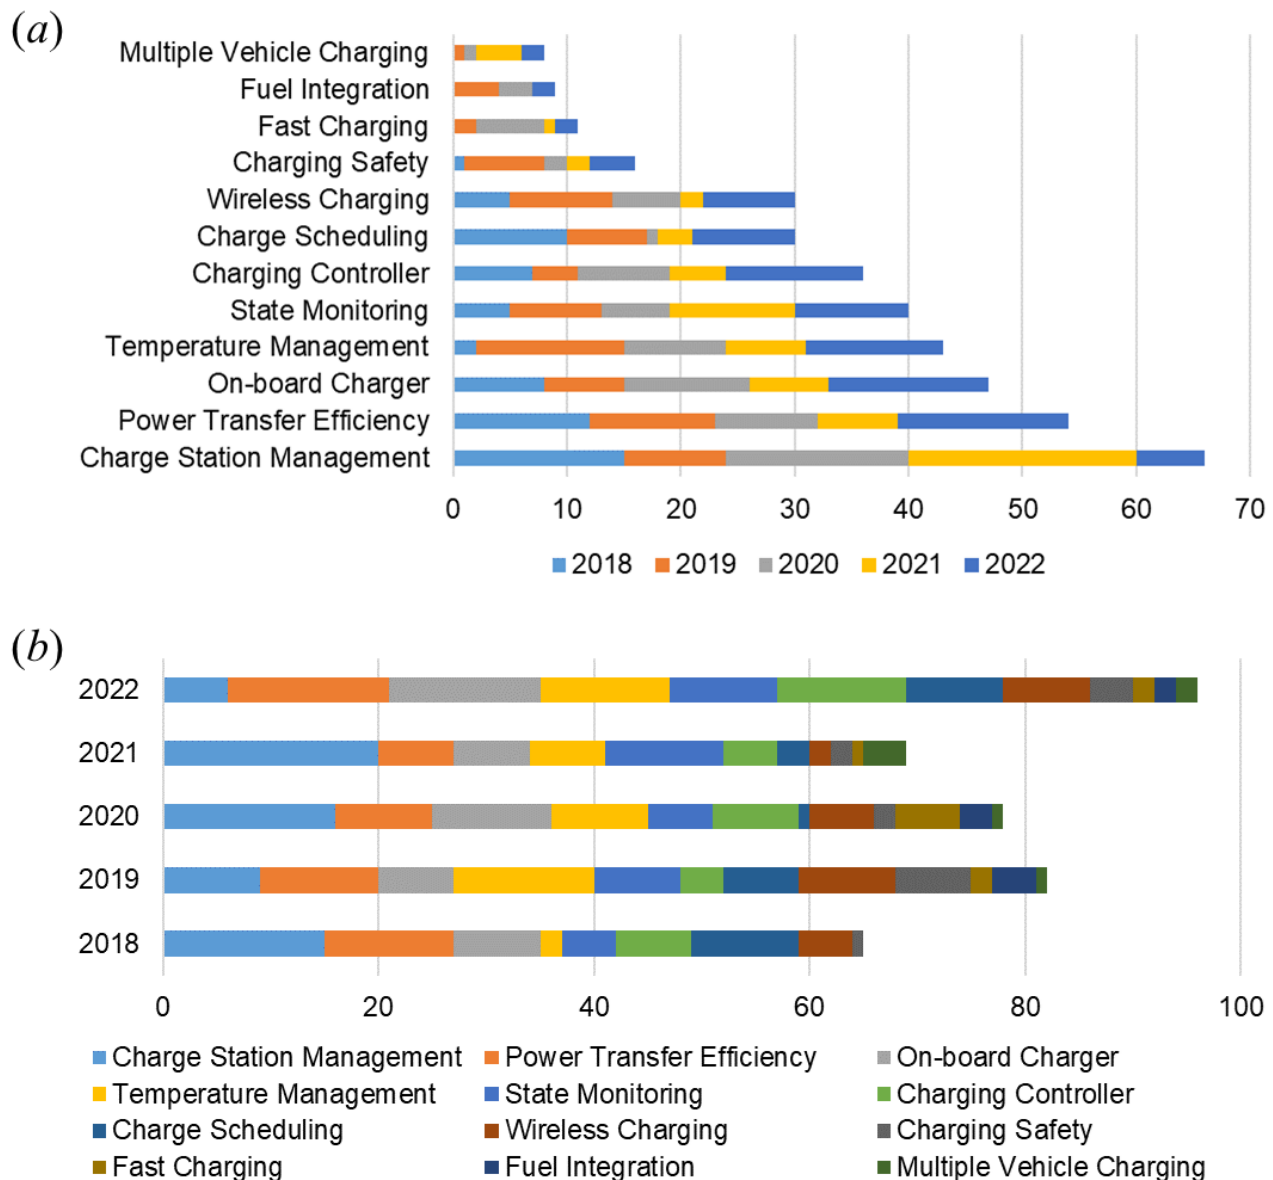 (a)
Multiple Vehicle Charging
Fuel Integration
Fast Charging
Charging Safety
Wireless Charging
Charge Scheduling
Charging Controller
State Monitoring
Temperature Management
On-board Charger
Power Transfer Efficiency
Charge Station Management
0 10 20 30 40 50 60 70
2018 2019 2020 2021 2022
(b)
2022
2021
2020
2019
2018
0 20 40 60 80 100
Charge Station Management Power Transfer Efficiency On-board Charger
Temperature Management State Monitoring Charging Controller
Charge Scheduling Wireless Charging Charging Safety
Fast Charging Fuel Integration Multiple Vehicle Charging